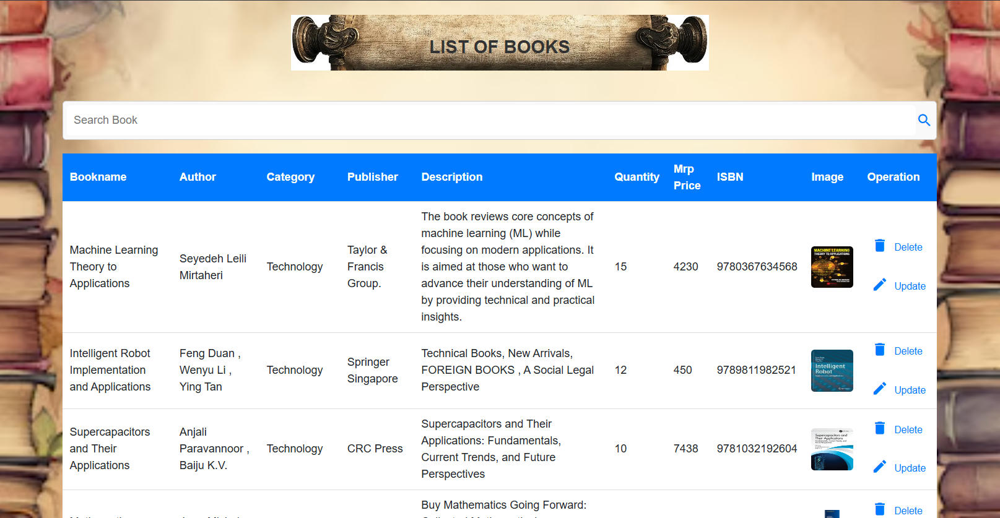 LIST OF BOOKS
Search Book
Bookname Author Category Publisher Description Quantity Mrp Price ISBN Image Operation
Machine Learning
Theory to
Applications
Seyedeh Leili
Mirtaheri
Technology
Taylor &
Francis
Group.
The book reviews core concepts of
machine learning (ML) while
focusing on modern applications. It
is aimed at those who want to
advance their understanding of ML
by providing technical and practical
insights.
15
4230
9780367634568
MACHINE LEARNING
THEORY TO APPLICATIONS
Delete
Update
Intelligent Robot
Implementation
and Applications
Feng Duan ,
Wenyu Li ,
Ying Tan
Technology
Springer
Singapore
Technical Books, New Arrivals,
FOREIGN BOOKS , A Social Legal
Perspective
12
450
9789811982521
Intelligent
Robot
Delete
Update
Supercapacitors
and Their
Applications
Anjali
Paravannoor ,
Baiju K.V.
Technology
CRC Press
Supercapacitors and Their
Applications: Fundamentals,
Current Trends, and Future
Perspectives
10
7438
9781032192604
Supercapacitors and
Their Applications
Delete
Update
Buy Mathematics Going Forward:
Delete